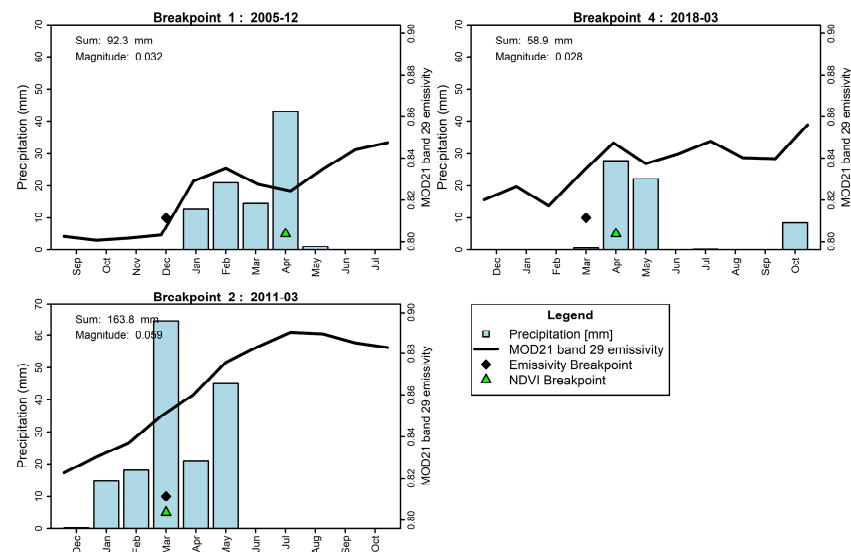 Breakpoint 1 : 2005-12
Sum: 92.3 mm
Magnitude: 0.032
Precipitation (mm)
0 10 20 30 40 50 60 70
MOD21 band 29 emissivity
0.80 0.82 0.84 0.86 0.88 0.90
Sep Oct Nov Dec Jan Feb Mar Apr May Jun Jul
Breakpoint 4 : 2018-03
Sum: 58.9 mm
Magnitude: 0.028
Precipitation (mm)
0 10 20 30 40 50 60 70
MOD21 band 29 emissivity
0.80 0.82 0.84 0.86 0.88 0.90
Dec Jan Feb Mar Apr May Jun Jul Aug Sep Oct
Breakpoint 2 : 2011-03
Sum: 163.8 mm
Magnitude: 0.059
Precipitation (mm)
0 10 20 30 40 50 60 70
MOD21 band 29 emissivity
0.80 0.82 0.84 0.86 0.88 0.90
Dec Jan Feb Mar Apr May Jun Jul Aug Sep Oct
Legend
Precipitation [mm]
MOD21 band 29 emissivity
Emissivity Breakpoint
NDVI Breakpoint